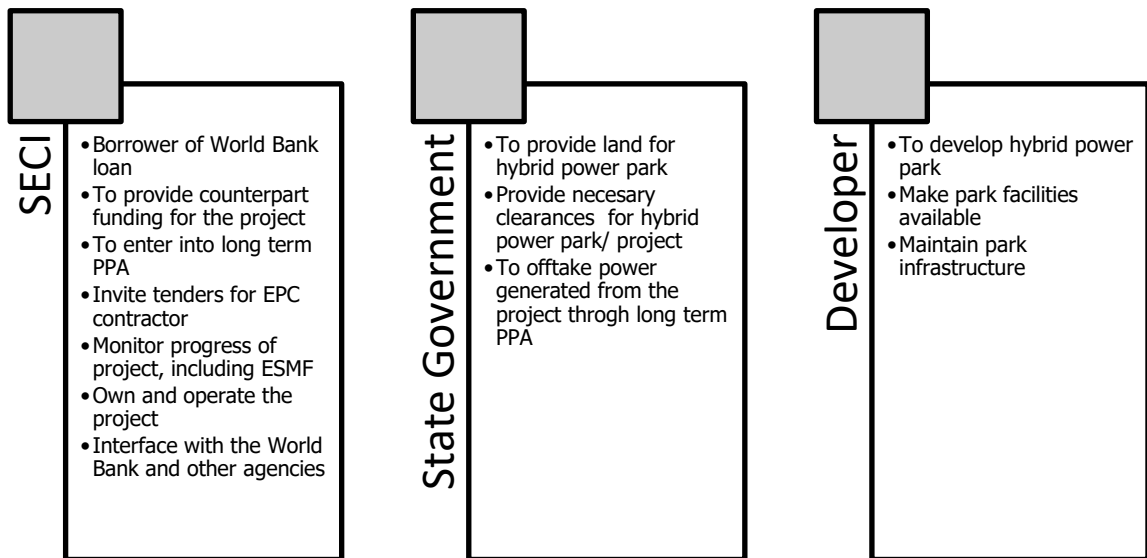 SECI
•Borrower of World Bank
loan
•To provide counterpart
funding for the project
•To enter into long term
PPA
•Invite tenders for EPC
contractor
•Monitor progress of
project, including ESMF
•Own and operate the
project
•Interface with the World
Bank and other agencies
State Government
•To provide land for
hybrid power park
•Provide necesary
clearances for hybrid
power park/ project
•To offtake power
generated from the
project throgh long term
PPA
Developer
•To develop hybrid power
park
•Make park facilities
available
•Maintain park
infrastructure